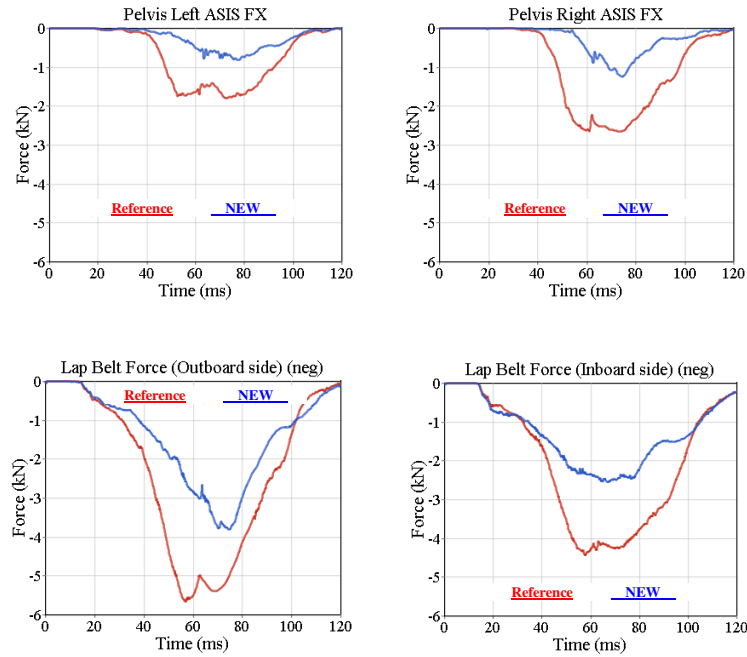 Pelvis Left ASIS FX
0
-1
-2
-3
-4
-5
-6
Force (kN)
Reference NEW
0 20 40 60 80 100 120
Time (ms)
Pelvis Right ASIS FX
0
-1
-2
-3
-4
-5
-6
Force (kN)
Reference NEW
0 20 40 60 80 100 120
Time (ms)
Lap Belt Force (Outboard side) (neg)
0
-1
-2
-3
-4
-5
-6
Force (kN)
Reference NEW
0 20 40 60 80 100 120
Time (ms)
Lap Belt Force (Inboard side) (neg)
0
-1
-2
-3
-4
-5
-6
Force (kN)
Reference NEW
0 20 40 60 80 100 120
Time (ms)